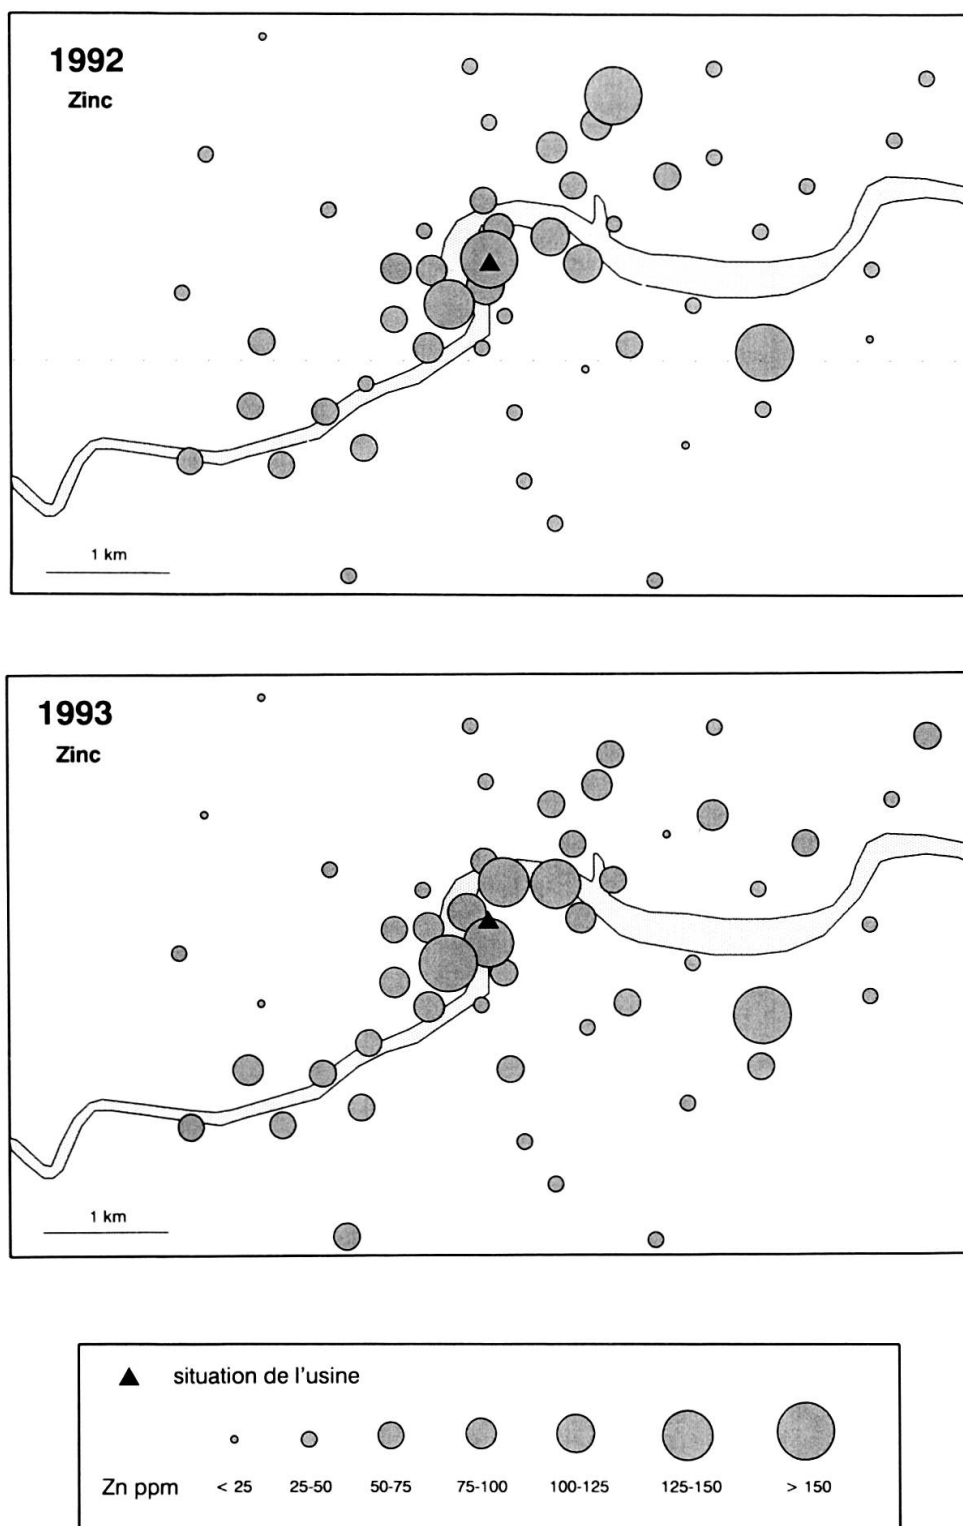 1992
Zinc
1 km
1993
Zinc
1 km
situation de l'usine
Zn ppm < 25 25-50 50-75 75-100 100-125 125-150 > 150